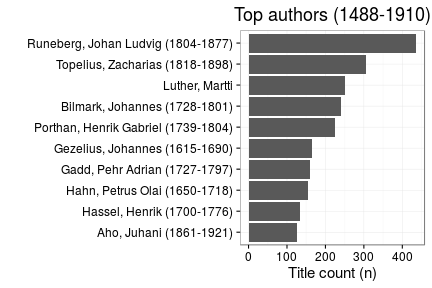 Top authors (1488-1910)
Runeberg, Johan Ludvig (1804-1877)
Topelius, Zacharias (1818-1898)
Luther, Martti
Bilmark, Johannes (1728-1801)
Porthan, Henrik Gabriel (1739-1804)
Gezelius, Johannes (1615-1690)
Gadd, Pehr Adrian (1727-1797)
Hahn, Petrus Olai (1650-1718)
Hassel, Henrik (1700-1776)
Aho, Juhani (1861-1921)
0 100 200 300 400
Title count (n)